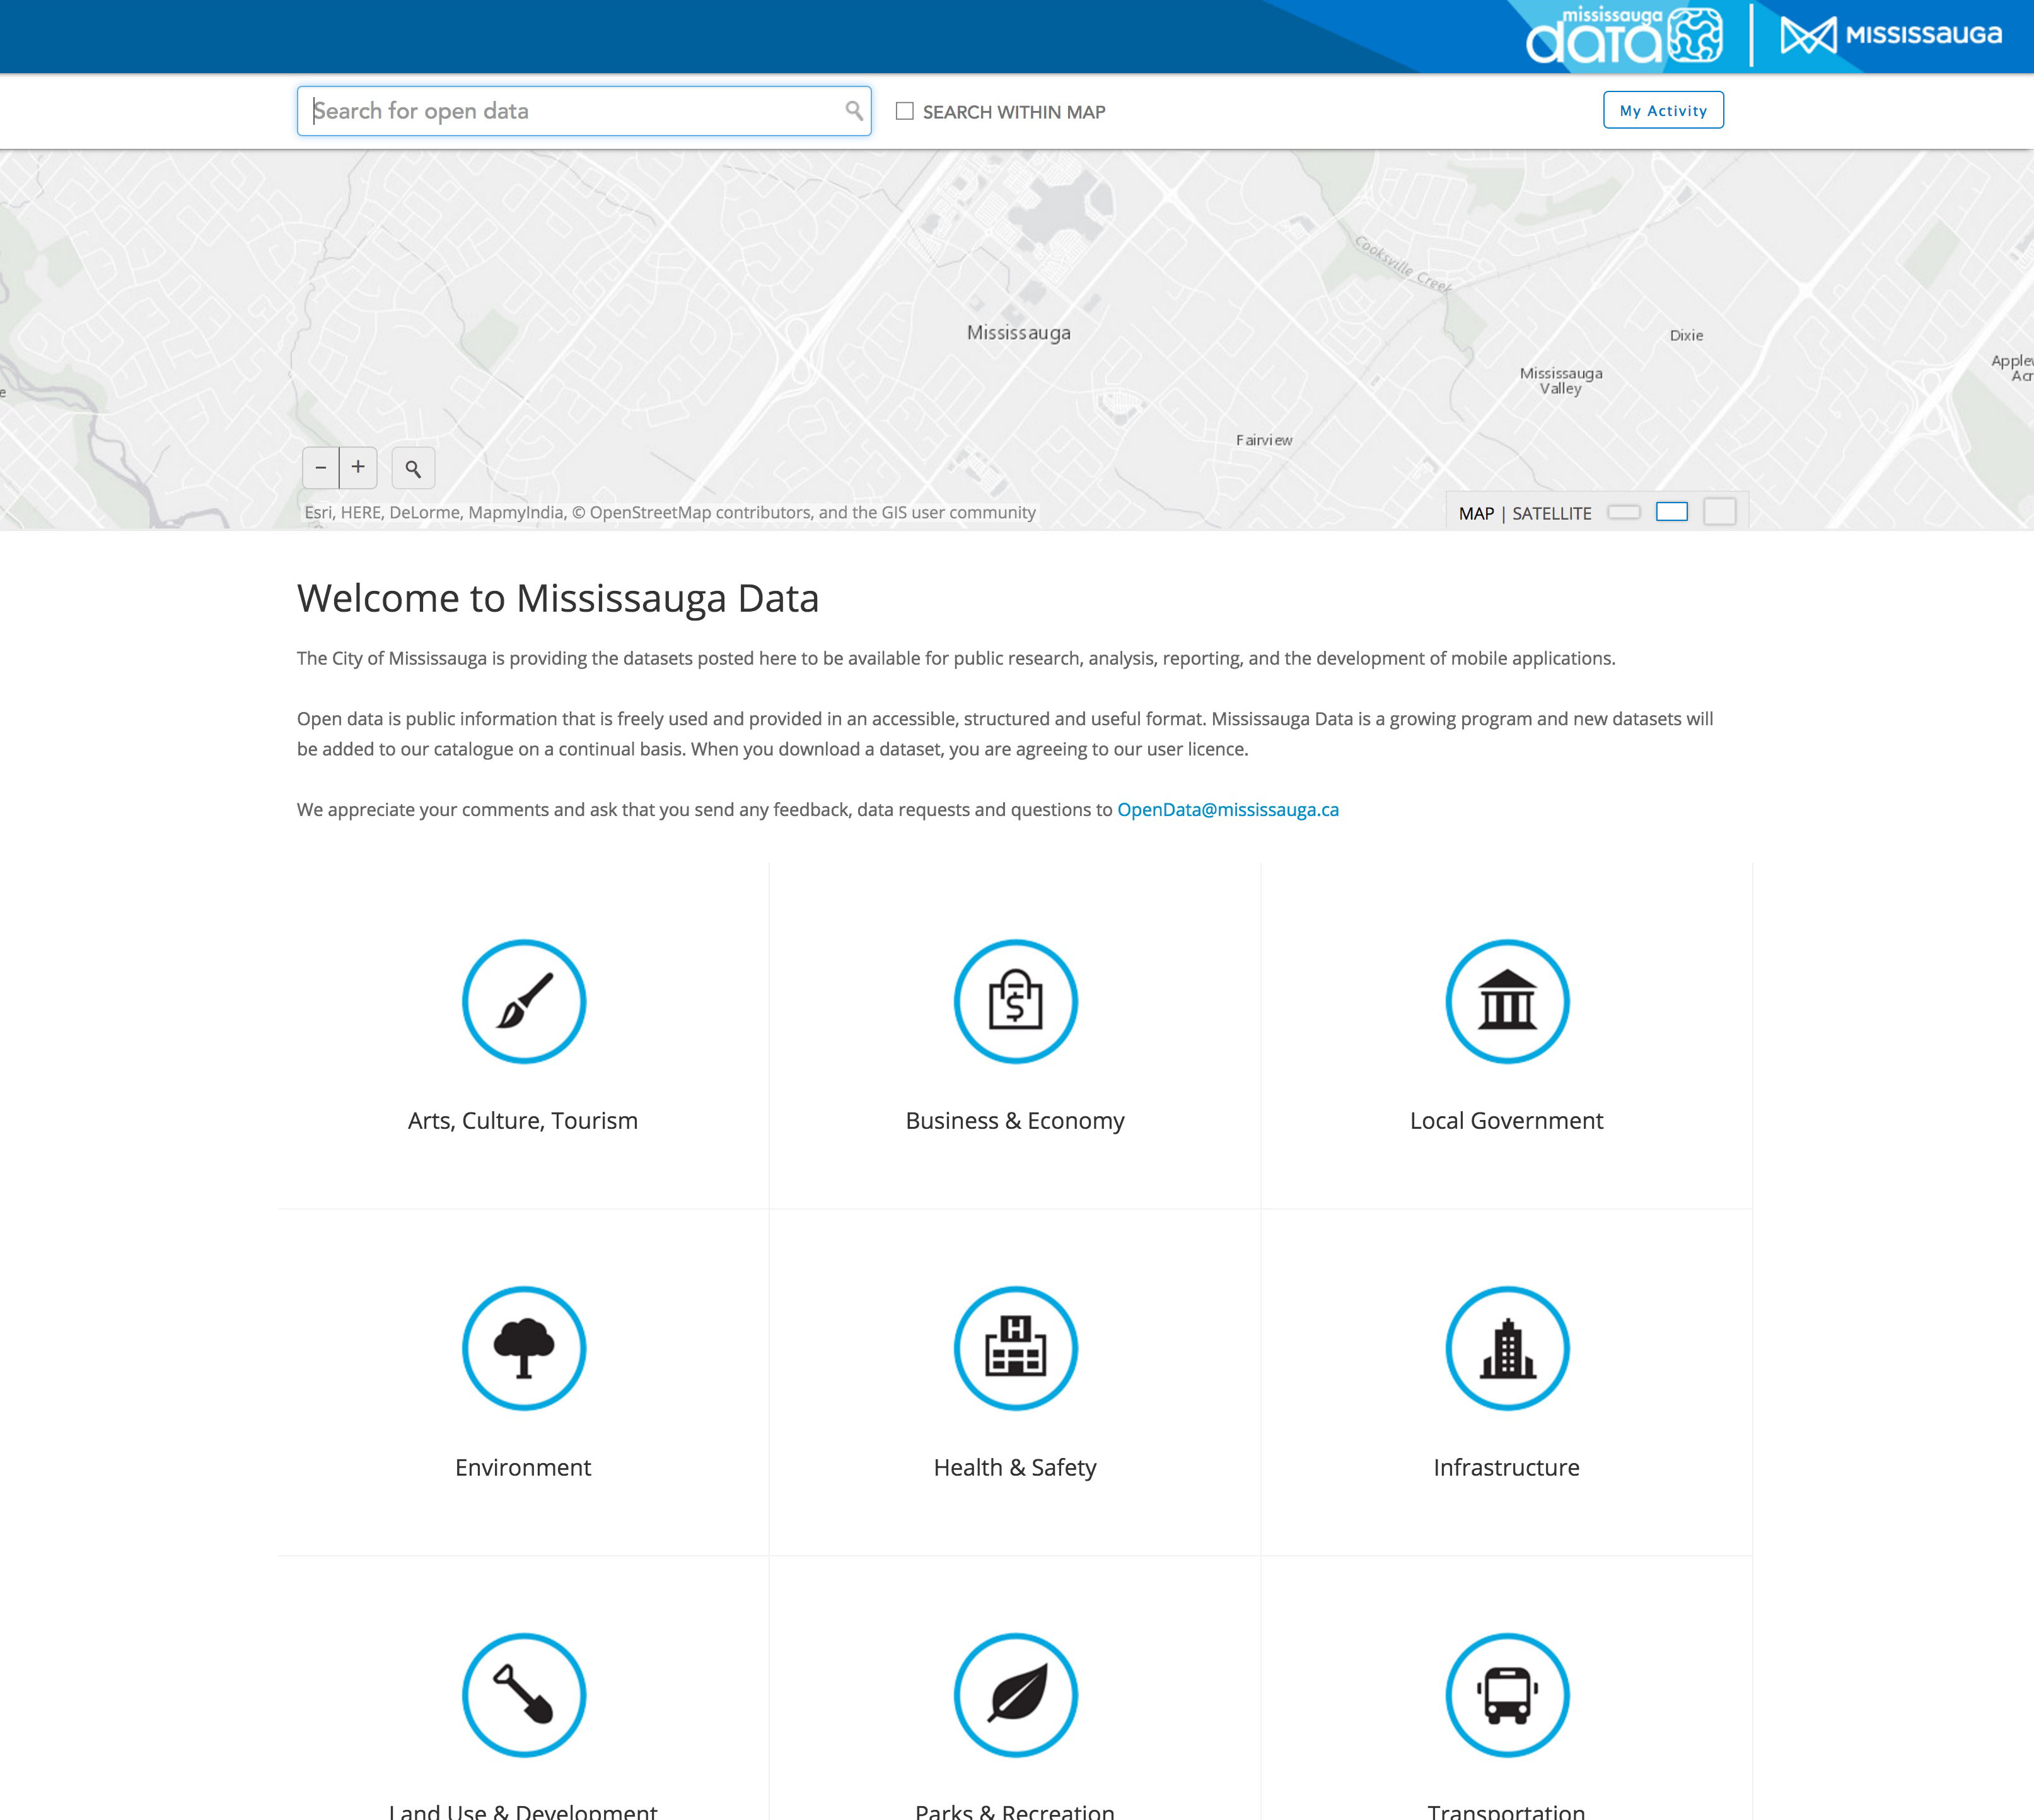 mississauga
data
MISSISSAUGA
Search for open data
SEARCH WITHIN MAP
My Activity
Cooksville Creek
Mississauga
Dixie
Mississauga
Valley
Fairview
Esri, HERE, DeLorme, MapmyIndia, © OpenStreetMap contributors, and the GIS user community
MAP | SATELLITE
Welcome to Mississauga Data
The City of Mississauga is providing the datasets posted here to be available for public research, analysis, reporting, and the development of mobile applications.
Open data is public information that is freely used and provided in an accessible, structured and useful format. Mississauga Data is a growing program and new datasets will
be added to our catalogue on a continual basis. When you download a dataset, you are agreeing to our user licence.
We appreciate your comments and ask that you send any feedback, data requests and questions to OpenData@mississauga.ca
Arts, Culture, Tourism
Business & Economy
Local Government
Environment
H
Health & Safety
Infrastructure
Land Use & Development
Parks & Recreation
Transportation